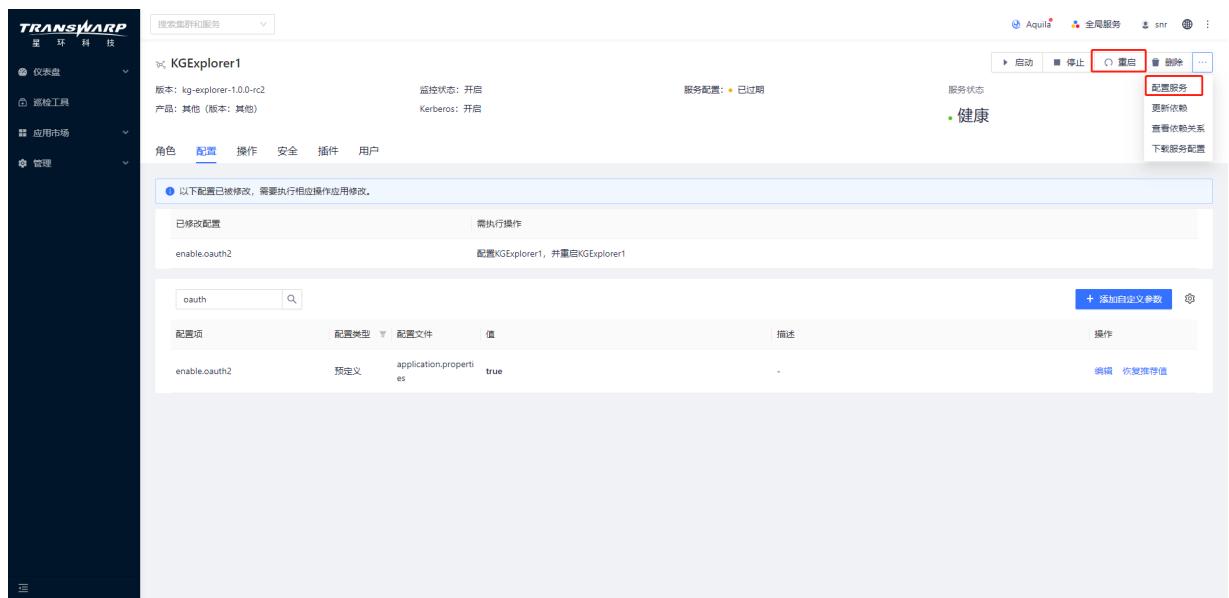 TRANSWARP
星 环 科 技
搜索集群和服务
Aquila
全局服务
snr
仪表盘
巡检工具
应用市场
管理
KGExplorer1
启动
停止
重启
删除
配置服务
更新依赖
查看依赖关系
下载服务配置
版本：kg-explorer-1.0.0-rc2
监控状态：开启
服务配置：已过期
服务状态
产品：其他（版本：其他）
Kerberos：开启
健康
角色 配置 操作 安全 插件 用户
以下配置已被修改，需要执行相应操作应用修改。
已修改配置 需执行操作
enable.oauth2 配置KGExplorer1，并重启KGExplorer1
oauth
+ 添加自定义参数
配置项 配置类型 配置文件 值 描述 操作
enable.oauth2 预定义 application.properti
es
true - 编辑 恢复推荐值